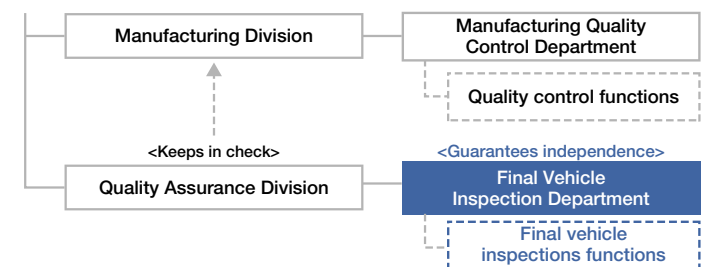 Manufacturing Division
Manufacturing Quality
Control Department
Quality control functions
<Keeps in check>
<Guarantees independence>
Quality Assurance Division
Final Vehicle
Inspection Department
Final vehicle
inspections functions